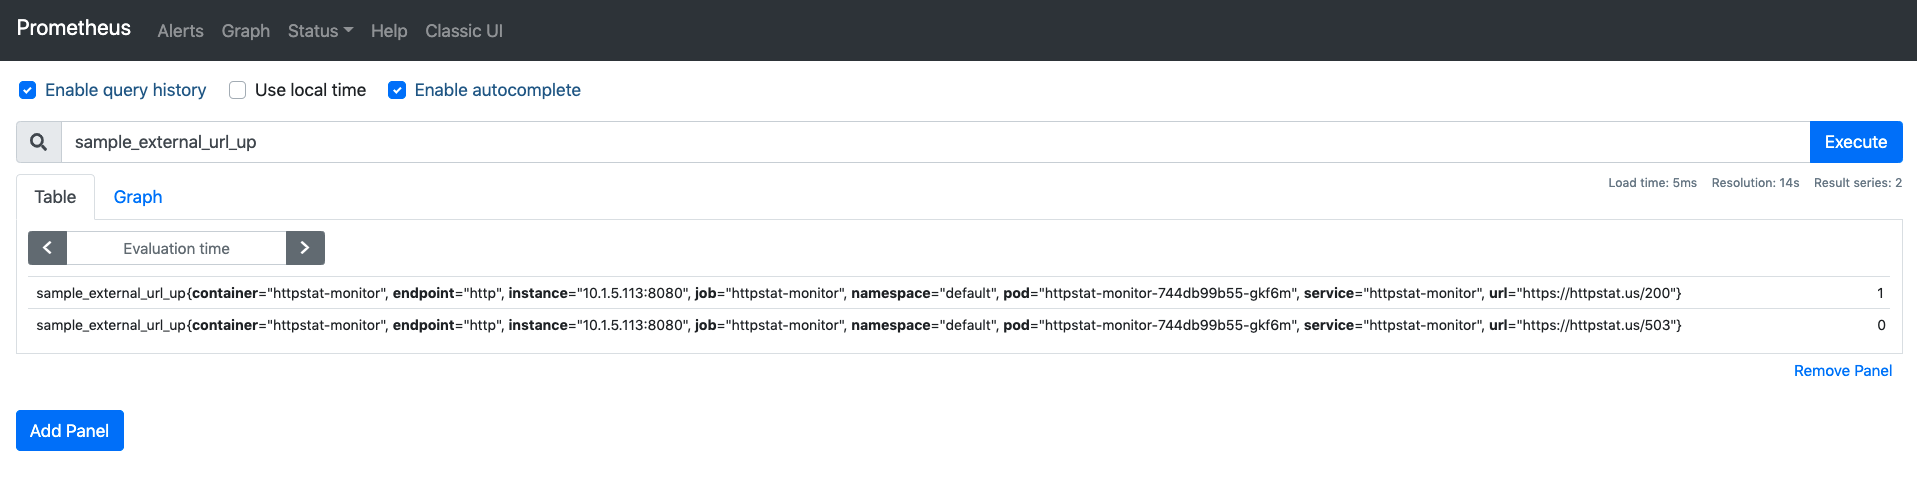 Prometheus Alerts Graph Status Help Classic UI
Enable query history Use local time Enable autocomplete
sample_external_url_up Execute
Table Graph Load time: 5ms Resolution: 14s Result series: 2
Evaluation time
sample_external_url_up{container="httpstat-monitor", endpoint="http", instance="10.1.5.113:8080", job="httpstat-monitor", namespace="default", pod="httpstat-monitor-744db99b55-gkf6m", service="httpstat-monitor", url="https://httpstat.us/200"} 1
sample_external_url_up{container="httpstat-monitor", endpoint="http", instance="10.1.5.113:8080", job="httpstat-monitor", namespace="default", pod="httpstat-monitor-744db99b55-gkf6m", service="httpstat-monitor", url="https://httpstat.us/503"} 0
Remove Panel
Add Panel